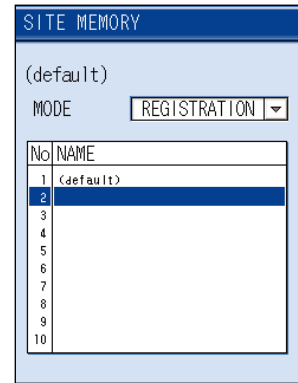 SITE MEMORY
(default)
MODE REGISTRATION
No NAME
1 (default)
2
3
4
5
6
7
8
9
10